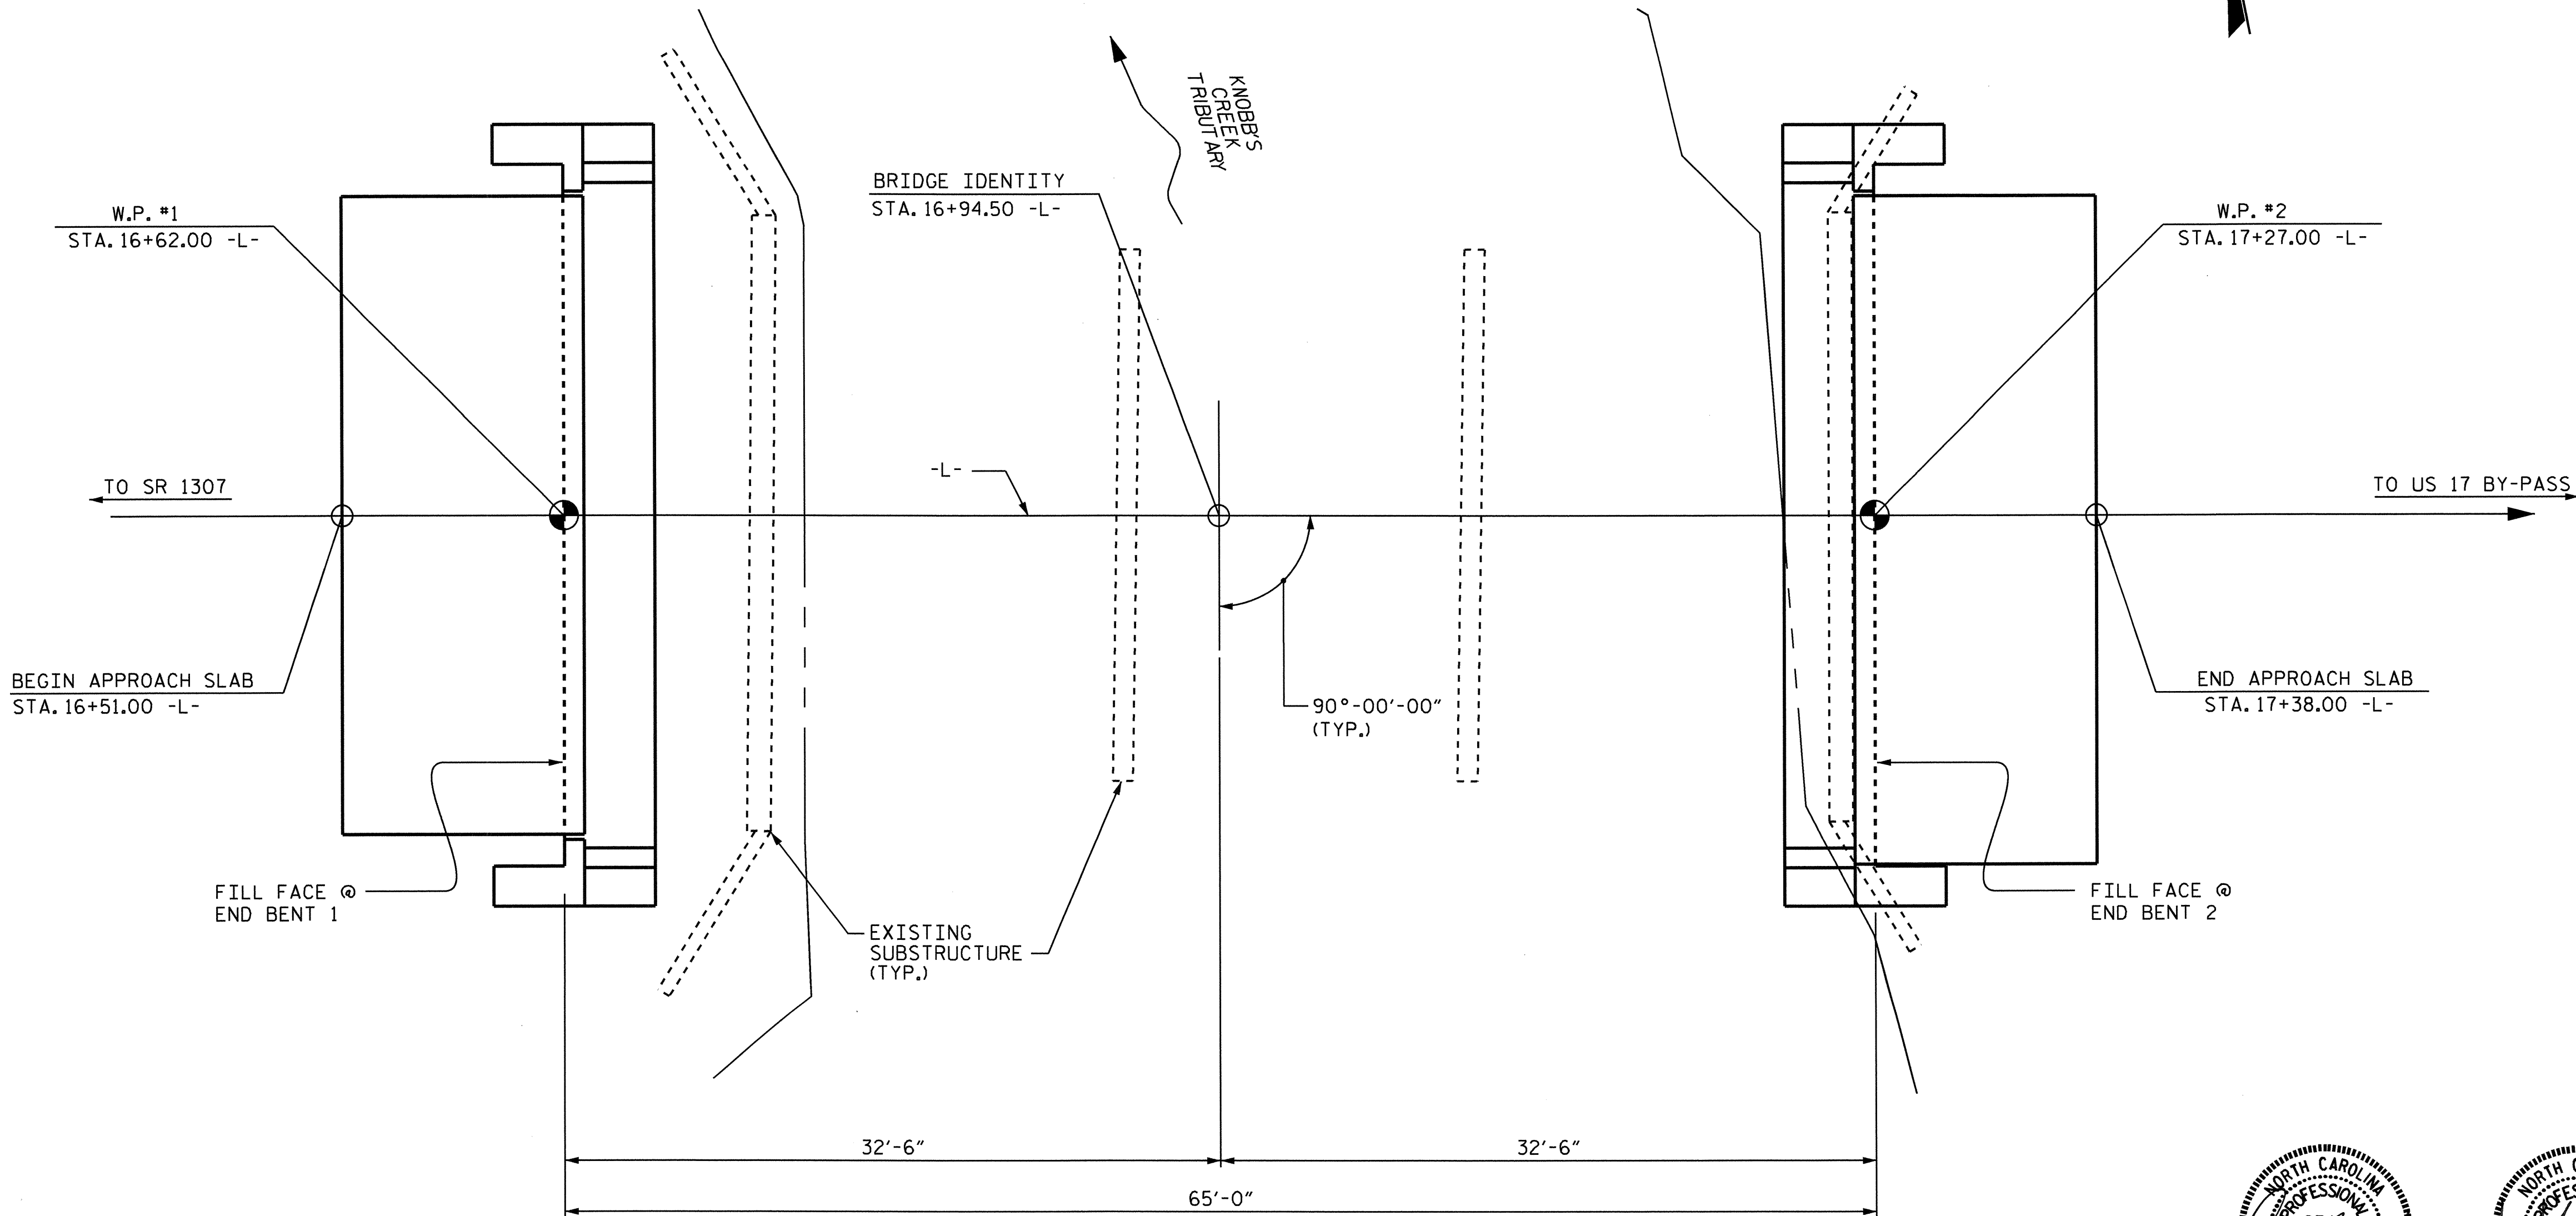 KNOBB'S
CREEK
TRIBUTARY
BRIDGE IDENTITY
STA. 16+94.50 -L-
W.P. #1
STA. 16+62.00 -L-
W.P. #2
STA. 17+27.00 -L-
-L-
TO SR 1307
TO US 17 BY-PASS
BEGIN APPROACH SLAB
STA. 16+51.00 -L-
END APPROACH SLAB
STA. 17+38.00 -L-
90°-00'-00"
(TYP.)
FILL FACE @
END BENT 1
FILL FACE @
END BENT 2
EXISTING
SUBSTRUCTURE
(TYP.)
32'-6"
32'-6"
65'-0"
NORTH CAROLINA
PROFESSIONAL
NORTH C